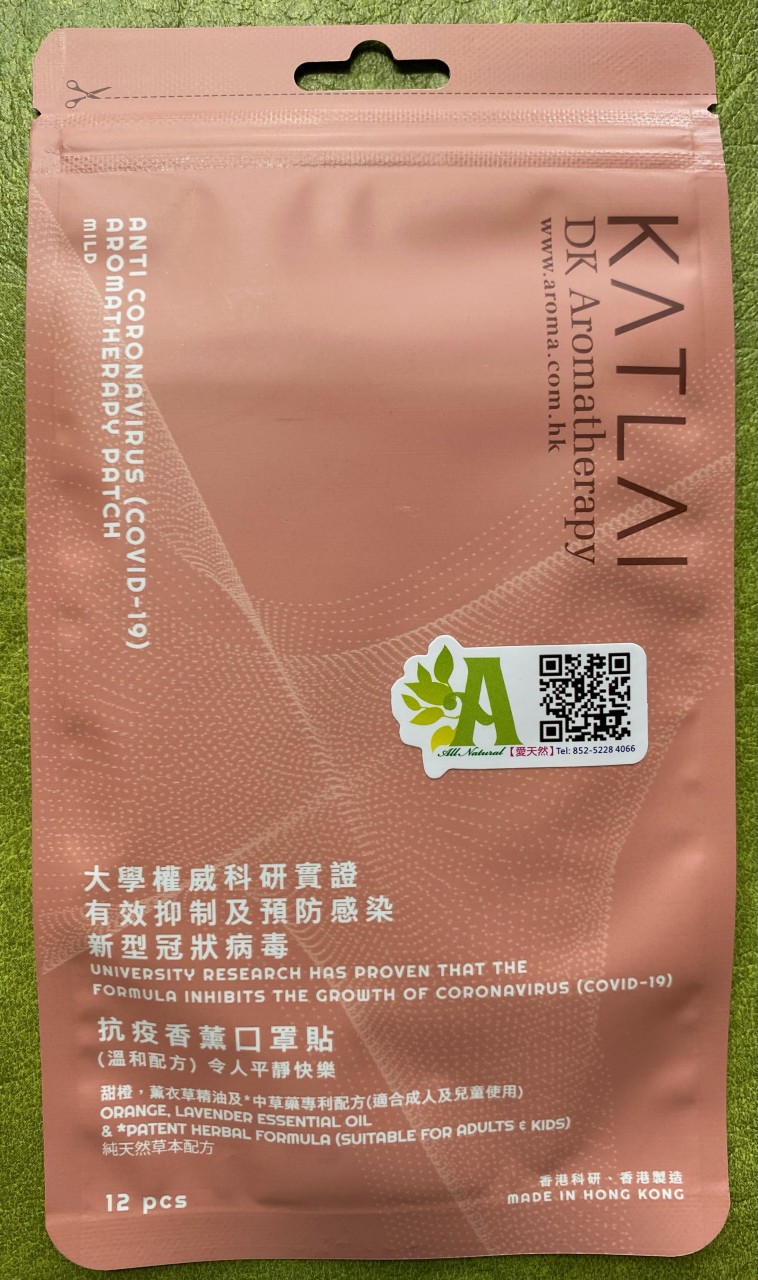 KATLAI
DK Aromatherapy
www.aroma.com.hk
ANTI CORONAVIRUS (COVID-19)
AROMATHERAPY PATCH
MILD
A
All Natural【愛天然】Tel: 852-5228 4066
大學權威科研實證
有效抑制及預防感染
新型冠狀病毒
UNIVERSITY RESEARCH HAS PROVEN THAT THE
FORMULA INHIBITS THE GROWTH OF CORONAVIRUS (COVID-19)
抗疫香薰口罩貼
(溫和配方) 令人平靜快樂
甜橙，薰衣草精油及*中草藥專利配方(適合成人及兒童使用)
ORANGE, LAVENDER ESSENTIAL OIL
& *PATENT HERBAL FORMULA (SUITABLE FOR ADULTS & KIDS)
純天然草本配方
12 pcs
香港科研、香港製造
MADE IN HONG KONG